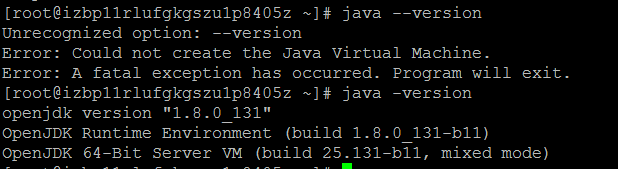 [root@izbp11rlufgkgszu1p8405z ~]# java --version
Unrecognized option: --version
Error: Could not create the Java Virtual Machine.
Error: A fatal exception has occurred. Program will exit.
[root@izbp11rlufgkgszu1p8405z ~]# java -version
openjdk version "1.8.0_131"
OpenJDK Runtime Environment (build 1.8.0_131-b11)
OpenJDK 64-Bit Server VM (build 25.131-b11, mixed mode)
[root@izbp11rlufgkgszu1p8405z ~]#